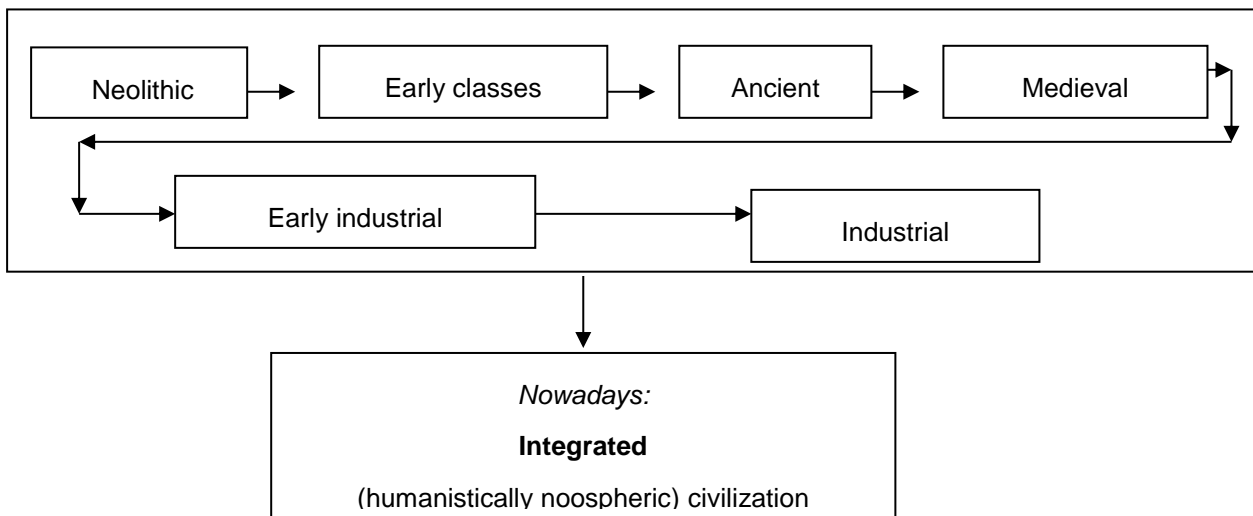 Neolithic
Early classes
Ancient
Medieval
Early industrial
Industrial
Nowadays:
Integrated
(humanistically noospheric) civilization